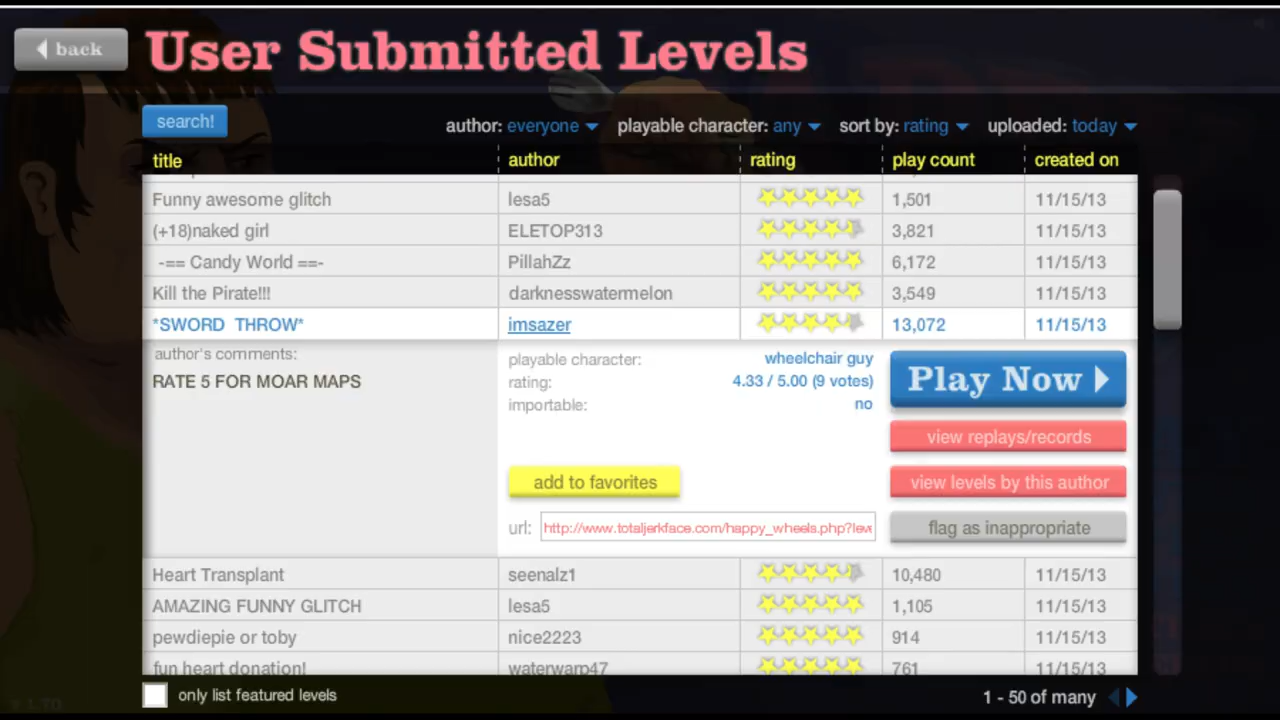 back
User Submitted Levels
search!
author: everyone playable character: any sort by: rating uploaded: today
title author rating play count created on
Funny awesome glitch lesa5 1,501 11/15/13
(+18)naked girl ELETOP313 3,821 11/15/13
-== Candy World ==- PillahZz 6,172 11/15/13
Kill the Pirate!!! darknesswatermelon 3,549 11/15/13
*SWORD THROW* imsazer 13,072 11/15/13
author's comments:
RATE 5 FOR MOAR MAPS
playable character: wheelchair guy
rating: 4.33 / 5.00 (9 votes)
importable: no
Play Now
view replays/records
add to favorites
view levels by this author
url: http://www.totaljerkface.com/happy_wheels.php?leve
flag as inappropriate
Heart Transplant seenalz1 10,480 11/15/13
AMAZING FUNNY GLITCH lesa5 1,105 11/15/13
pewdiepie or toby nice2223 914 11/15/13
fun heart donation! waterwarp47 761 11/15/13
only list featured levels
1 - 50 of many